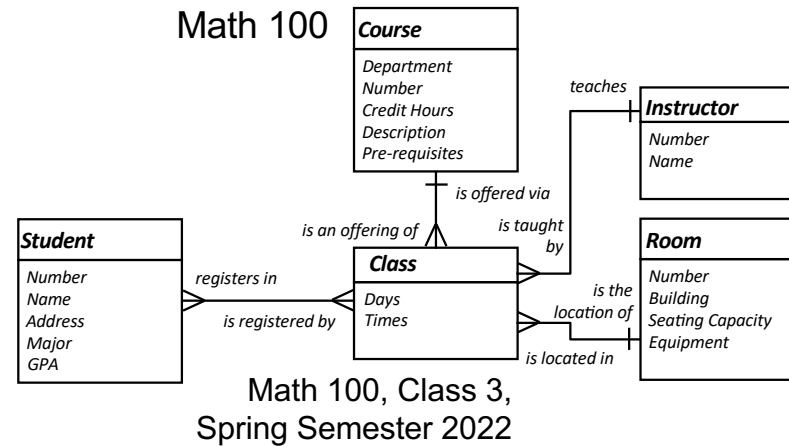 Math 100
Course
Department
Number
Credit Hours
Description
Pre-requisites
teaches
Instructor
Number
Name
is offered via
is an offering of
is taught
by
Student
Number
Name
Address
Major
GPA
registers in
is registered by
Class
Days
Times
Room
Number
Building
Seating Capacity
Equipment
is the
location of
is located in
Math 100, Class 3,
Spring Semester 2022